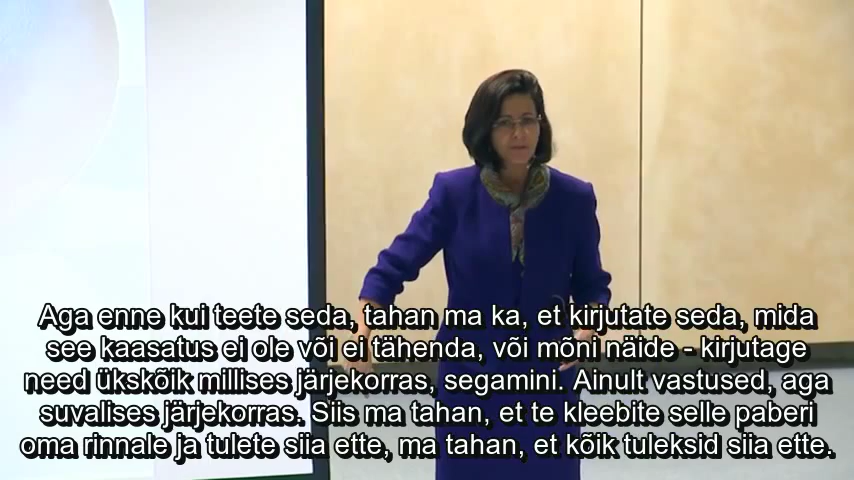 Aga enne kui teete seda, tahan ma ka, et kirjutate seda, mida
see kaasatus ei ole või ei tähenda, või mõni näide - kirjutage
need ükskõik millises järjekorras, segamini. Ainult vastused, aga
suvalises järjekorras. Siis ma tahan, et te kleebite selle paberi
oma rinnale ja tulete siia ette, ma tahan, et kõik tuleksid siia ette.